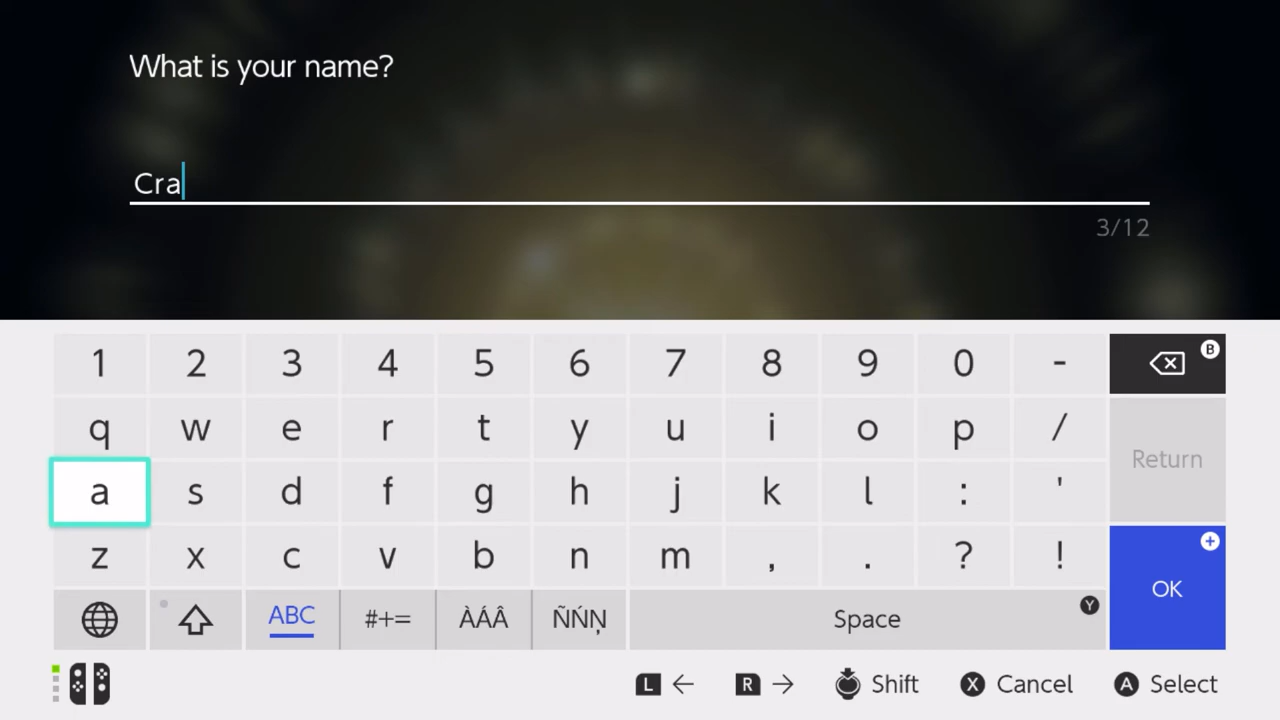 What is your name?
Cra
3/12
1 2 3 4 5 6 7 8 9 0 - B
q w e r t y u i o p / Return
a s d f g h j k l : '
z x c v b n m , . ? ! + OK
ABC #+= ÀÁÂ ÑŃŅ Space Y
L ← R → Shift X Cancel A Select